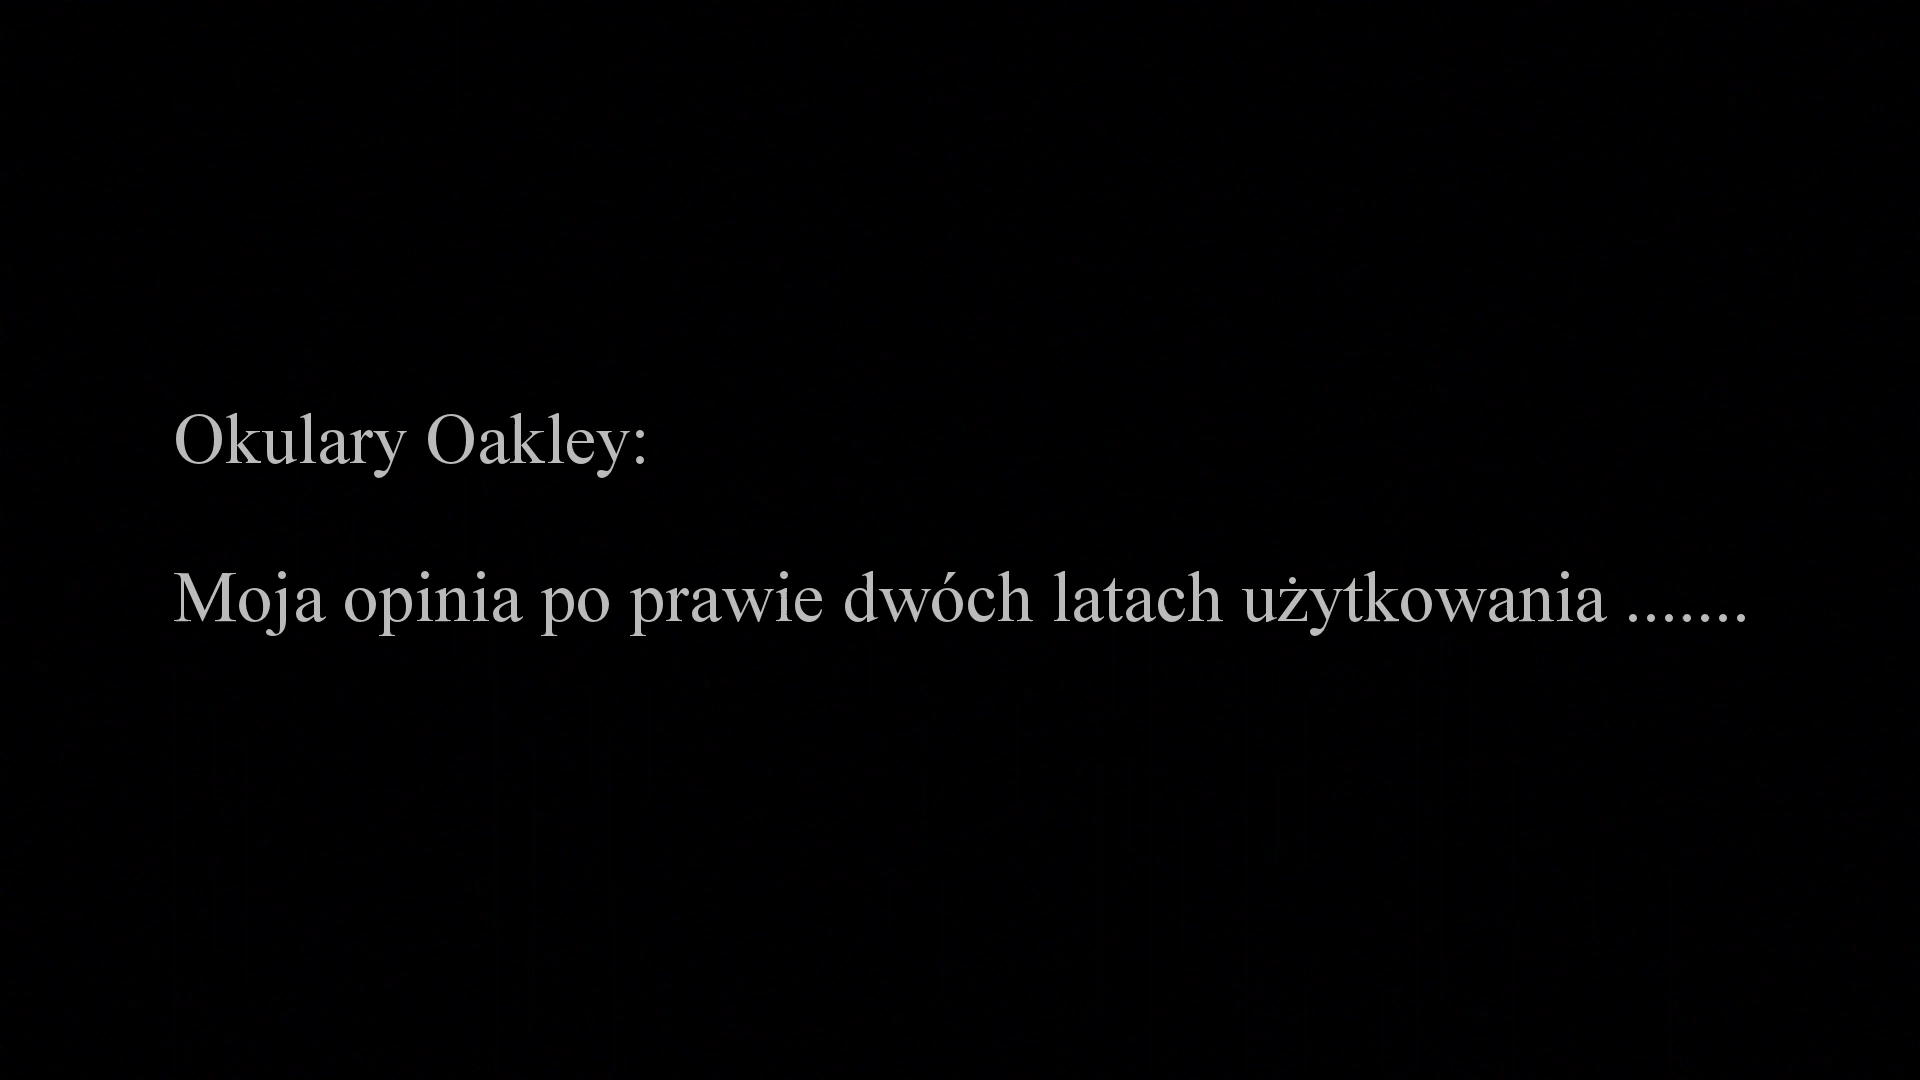 Okulary Oakley:
Moja opinia po prawie dwóch latach użytkowania .......